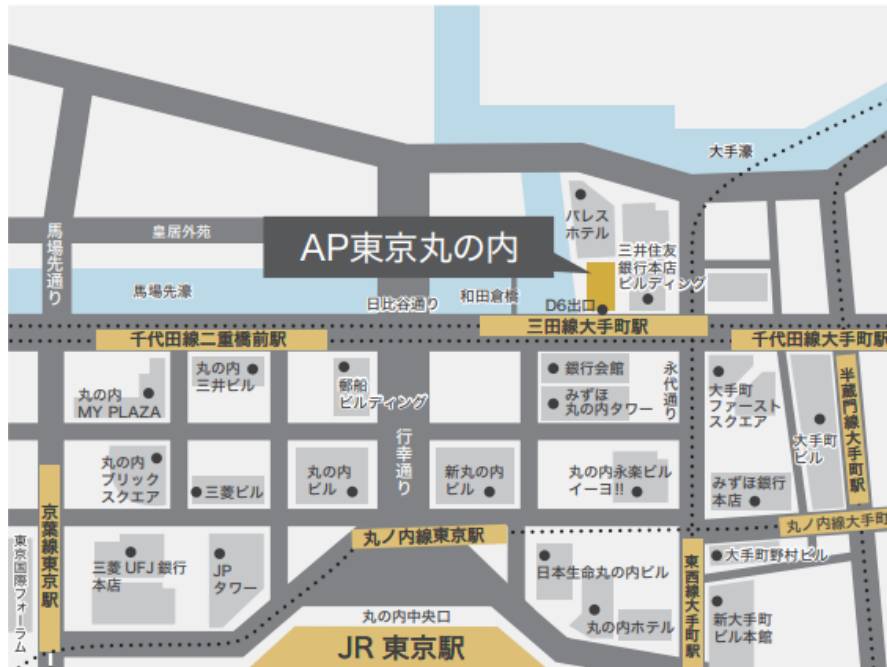 大手濠
パレス
ホテル
馬場先通り
皇居外苑
AP東京丸の内
三井住友
銀行本店
ビルディング
馬場先濠
日比谷通り
和田倉橋
D6出口
千代田線二重橋前駅
三田線大手町駅
千代田線大手町駅
丸の内
MY PLAZA
丸の内
三井ビル
郵船
ビルディング
銀行会館
みずほ
丸の内タワー
永代通り
大手町
ファースト
スクエア
半蔵門線大手町駅
大手町
ビル
行幸通り
丸の内
ブリック
スクエア
三菱ビル
丸の内
ビル
新丸の内
ビル
丸の内永楽ビル
イーヨ!!
みずほ銀行
本店
京葉線東京駅
東京国際フォーラム
丸ノ内線東京駅
丸ノ内線大手町
三菱UFJ 銀行
本店
JP
タワー
日本生命丸の内ビル
東西線大手町駅
大手町野村ビル
丸の内中央口
丸の内ホテル
新大手町
ビル本館
JR 東京駅